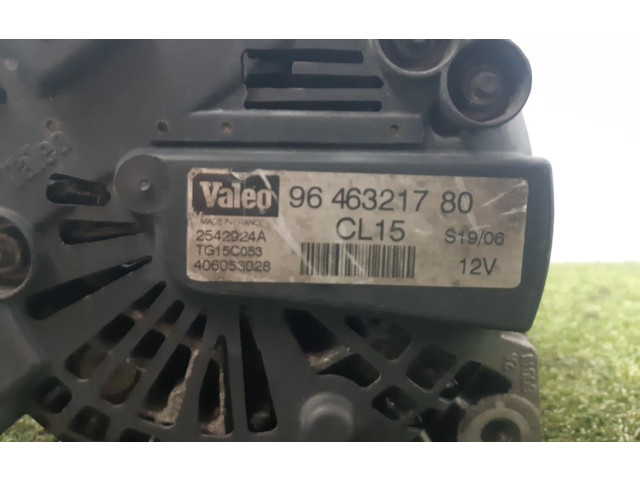 Valeo 96 463217 80
MADE IN FRANCE
2542924A CL15 S19/06
TG15C053
406053028 12V